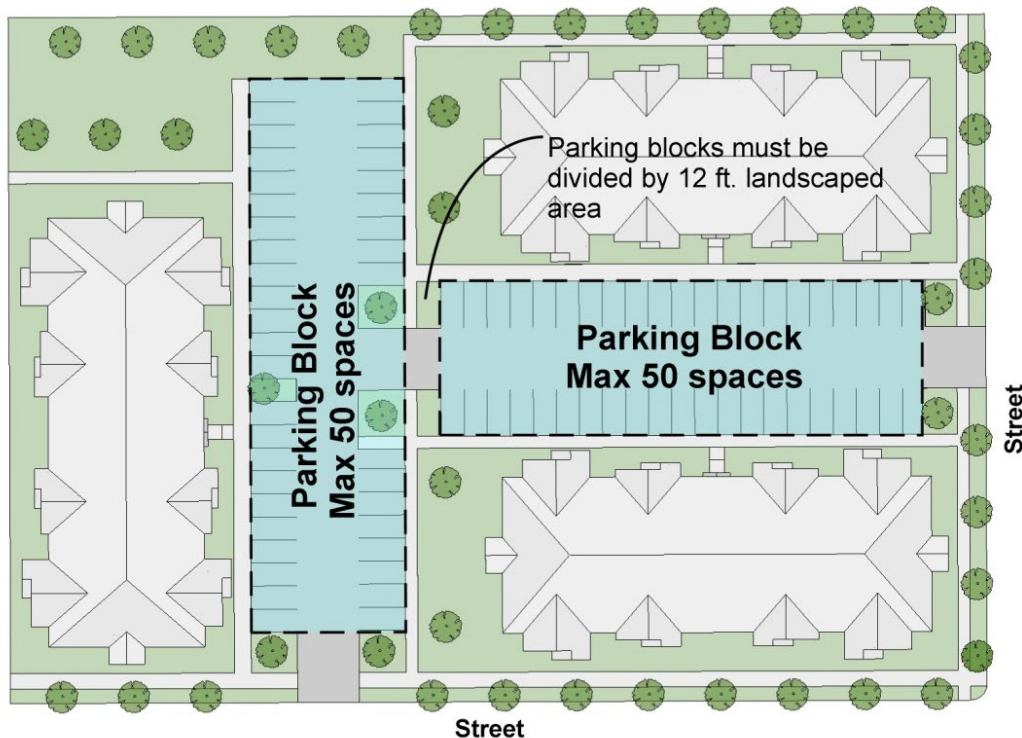 Parking blocks must be
divided by 12 ft. landscaped
area
Parking Block
Max 50 spaces
Parking Block
Max 50 spaces
Street
Street